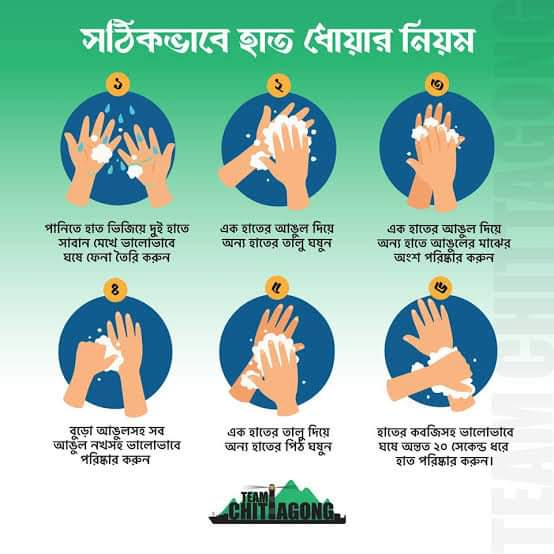 সঠিকভাবে হাত ধোয়ার নিয়ম
১
পানিতে হাত ভিজিয়ে দুই হাতে
সাবান মেখে ভালোভাবে
ঘষে ফেনা তৈরি করুন
২
এক হাতের আঙুল দিয়ে
অন্য হাতের তালু ঘষুন
৩
এক হাতের আঙুল দিয়ে
অন্য হাতে আঙুলের মাঝের
অংশ পরিষ্কার করুন
৪
বুড়ো আঙুলসহ সব
আঙুল নখসহ ভালোভাবে
পরিষ্কার করুন
৫
এক হাতের তালু দিয়ে
অন্য হাতের পিঠ ঘষুন
৬
হাতের কবজিসহ ভালোভাবে
ঘষে অন্তত ২০ সেকেন্ড ধরে
হাত পরিষ্কার করুন।
TEAM
CHITTAGONG
TEAM CHITTAGONG